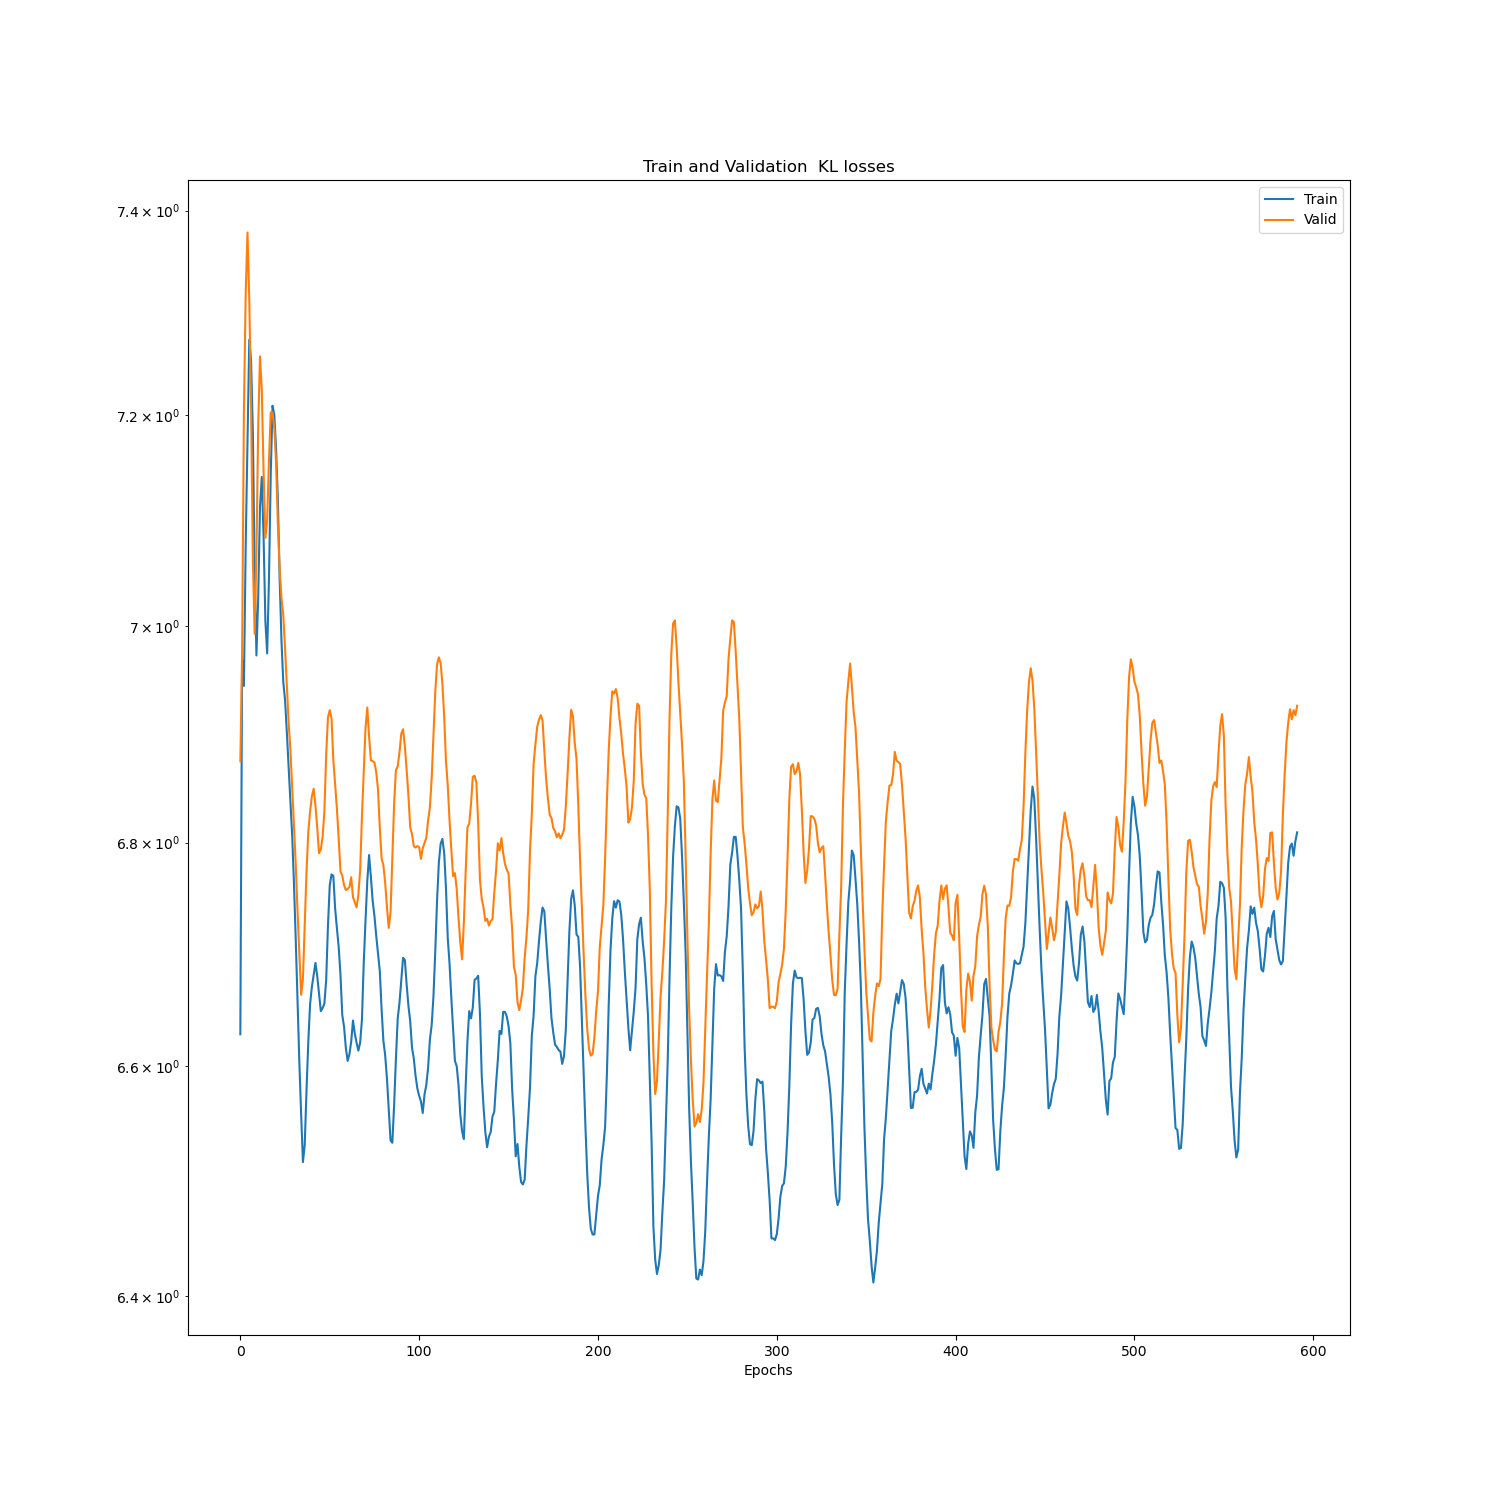 Train and Validation  KL losses
Train
Valid
7.4 × 10⁰
7.2 × 10⁰
7 × 10⁰
6.8 × 10⁰
6.6 × 10⁰
6.4 × 10⁰
0 100 200 300 400 500 600
Epochs